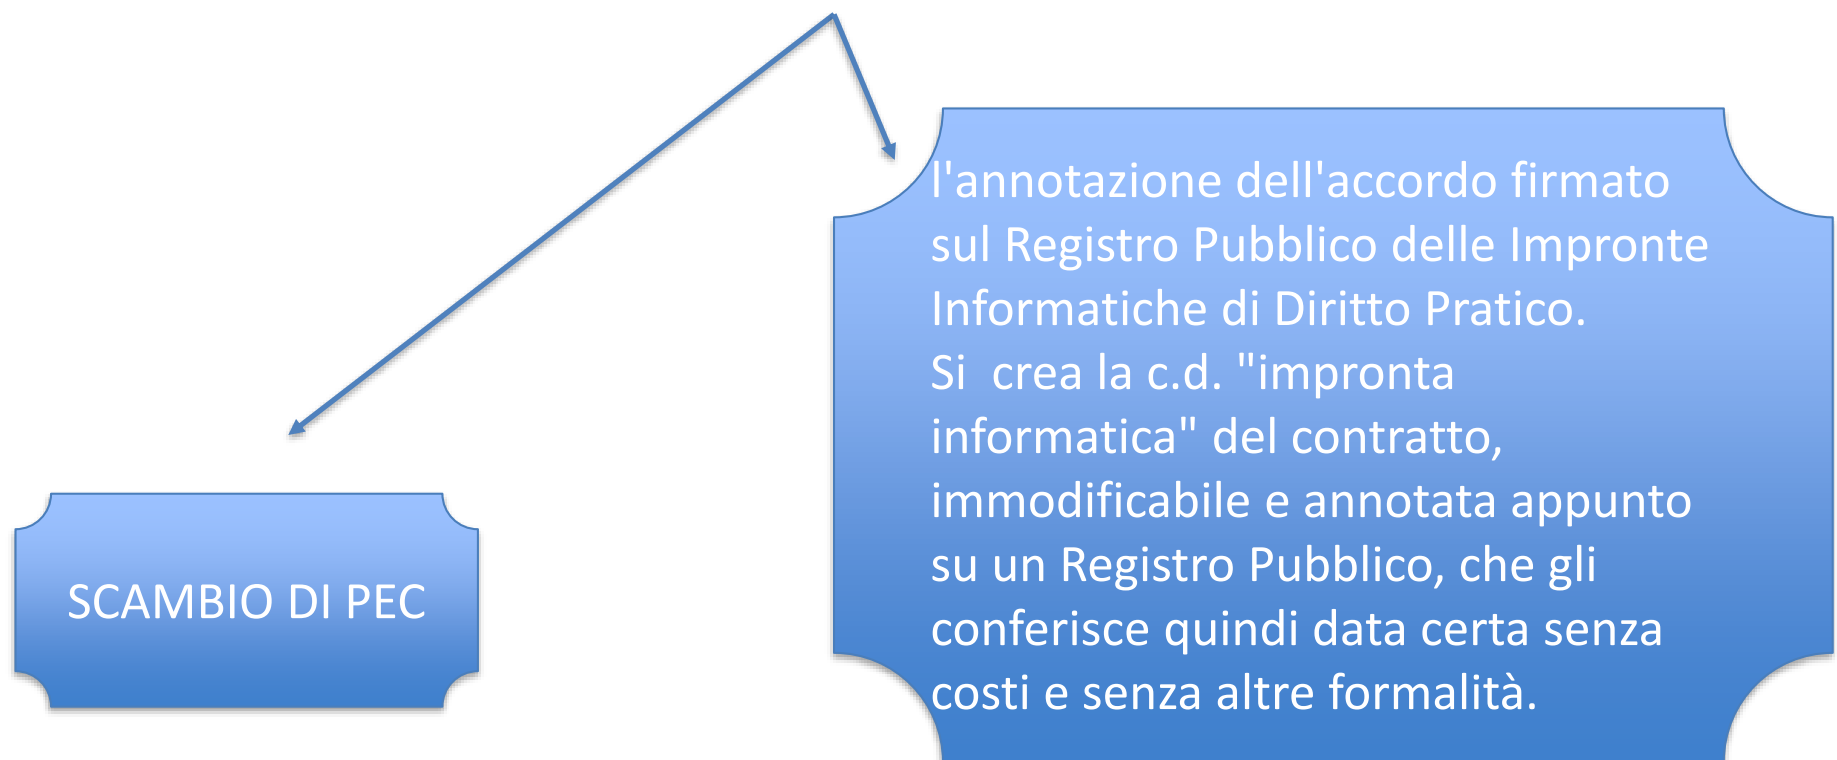 l'annotazione dell'accordo firmato
sul Registro Pubblico delle Impronte
Informatiche di Diritto Pratico.
Si  crea la c.d. "impronta
informatica" del contratto,
immodificabile e annotata appunto
su un Registro Pubblico, che gli
conferisce quindi data certa senza
costi e senza altre formalità.
SCAMBIO DI PEC